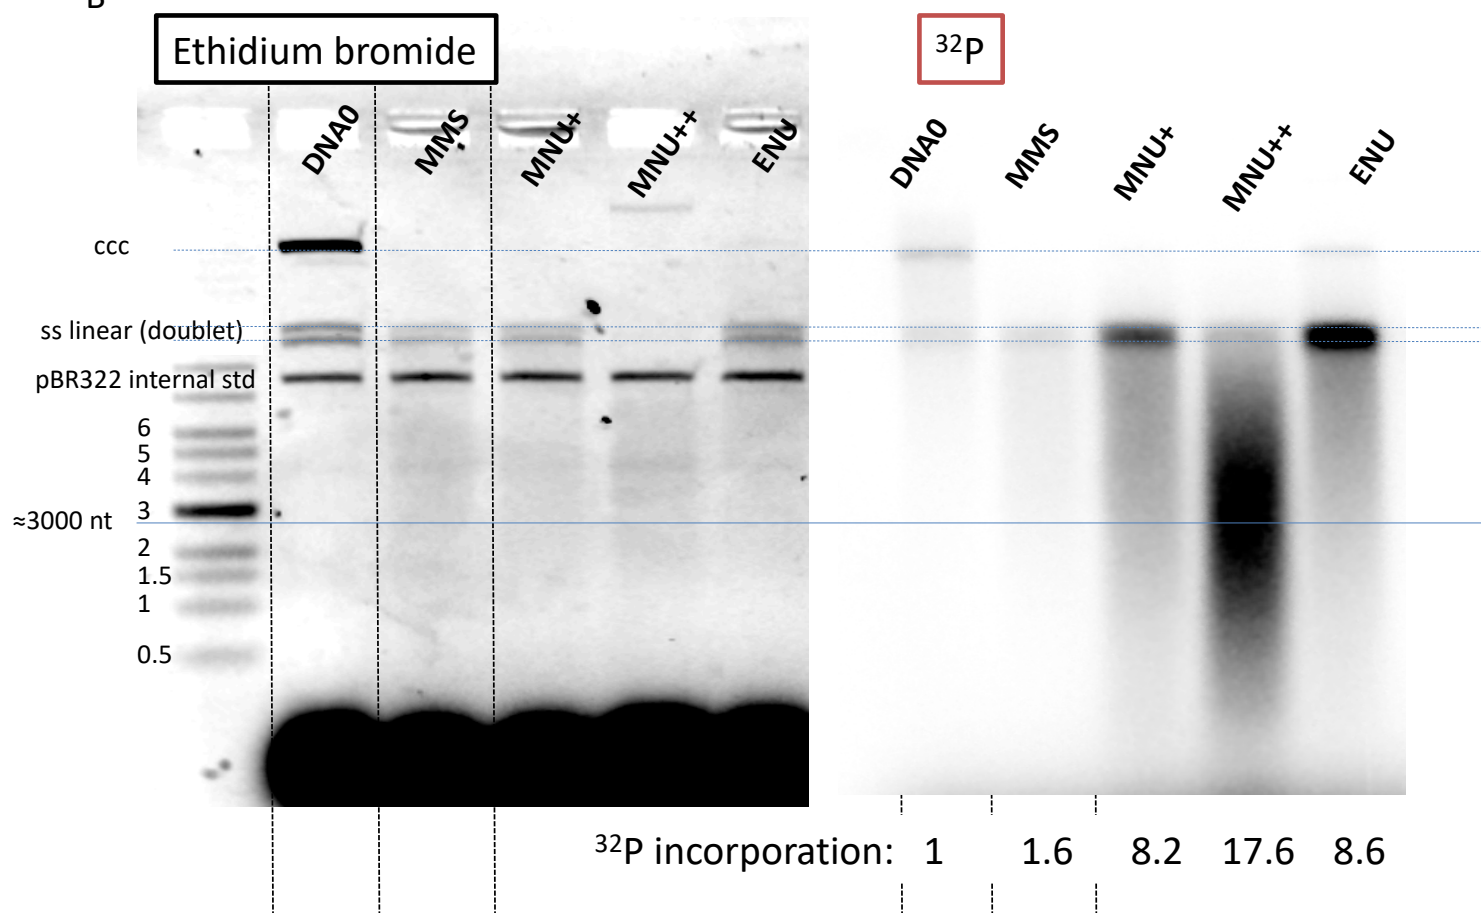 B
Ethidium bromide
³²P
DNA0
MMS
MNU+
MNU++
ENU
DNA0
MMS
MNU+
MNU++
ENU
ccc
ss linear (doublet)
pBR322 internal std
6
5
4
3
≈3000 nt
2
1.5
1
0.5
³²P incorporation: 1 1.6 8.2 17.6 8.6